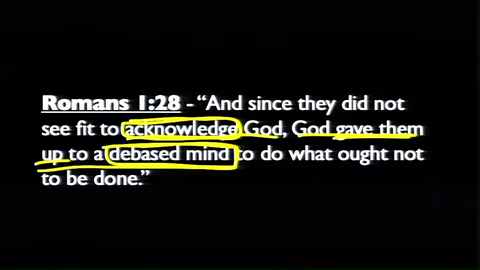 Romans 1:28 - “And since they did not
see fit to acknowledge God, God gave them
up to a debased mind to do what ought not
to be done.”